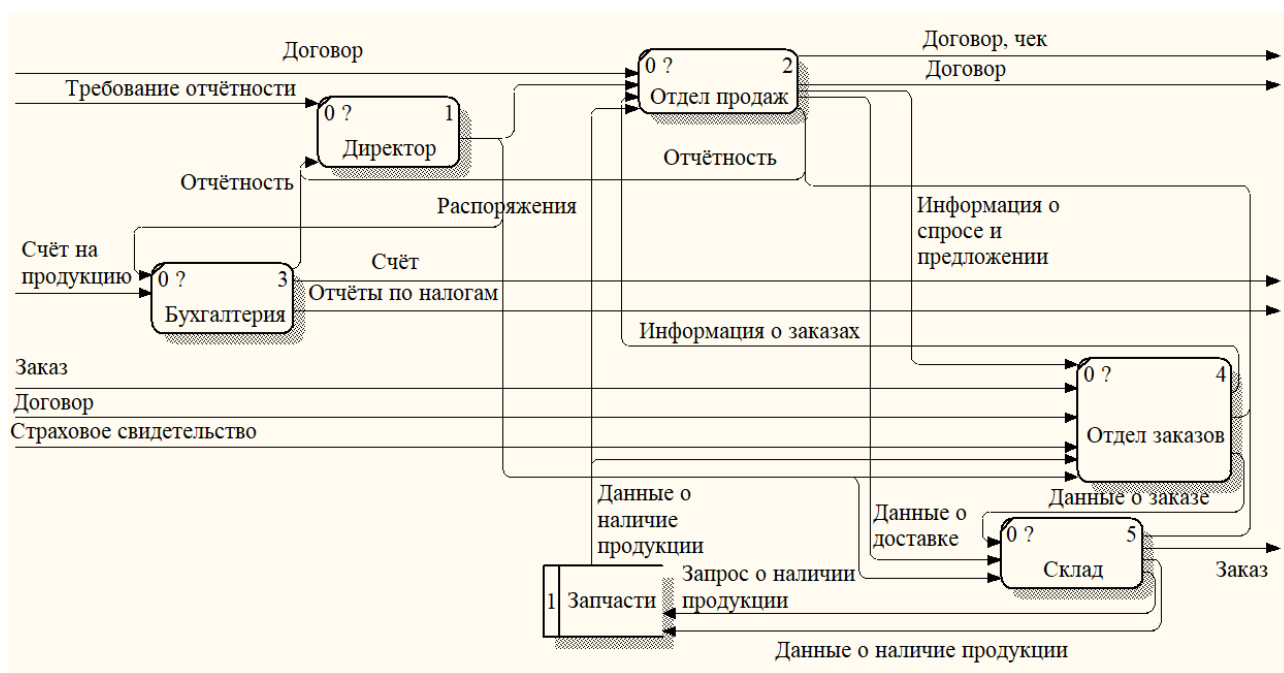 Договор
Договор, чек
0 ? 2
Договор
Требование отчётности
Отдел продаж
0 ? 1
Директор
Отчётность
Отчётность
Распоряжения
Информация о
спросе и
предложении
Счёт на
продукцию
0 ? 3
Счёт
Отчёты по налогам
Бухгалтерия
Информация о заказах
Заказ
0 ? 4
Договор
Страховое свидетельство
Отдел заказов
Данные о
наличие
продукции
Данные о заказе
Данные о
доставке
0 ? 5
Склад
Заказ
1 Запчасти
Запрос о наличии
продукции
Данные о наличие продукции